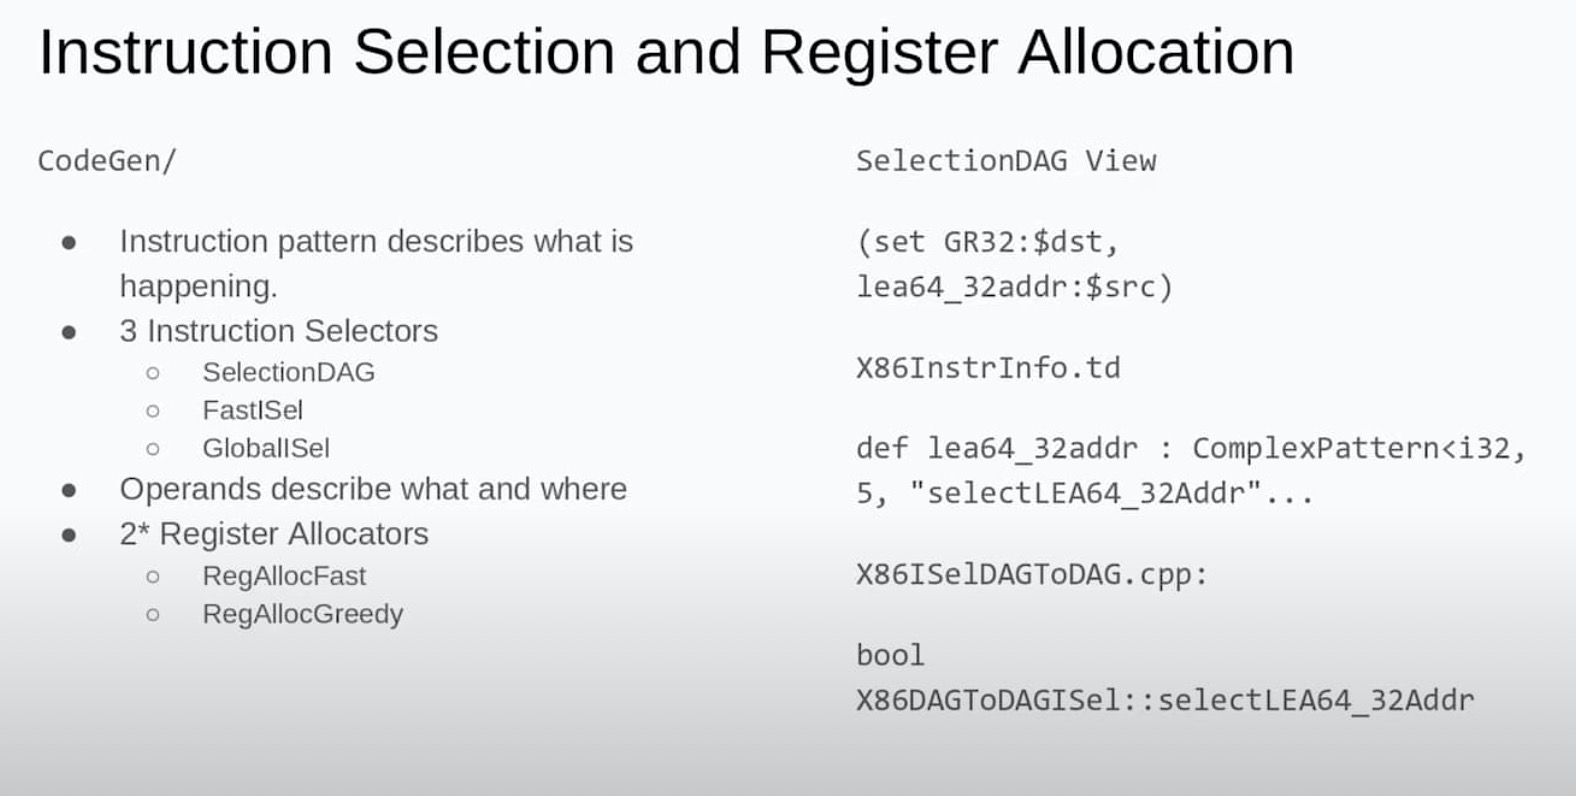 Instruction Selection and Register Allocation
CodeGen/
● Instruction pattern describes what is
happening.
● 3 Instruction Selectors
○ SelectionDAG
○ FastISel
○ GlobalISel
● Operands describe what and where
● 2* Register Allocators
○ RegAllocFast
○ RegAllocGreedy
SelectionDAG View
(set GR32:$dst,
lea64_32addr:$src)
X86InstrInfo.td
def lea64_32addr : ComplexPattern<i32,
5, "selectLEA64_32Addr"...
X86ISelDAGToDAG.cpp:
bool
X86DAGToDAGISel::selectLEA64_32Addr